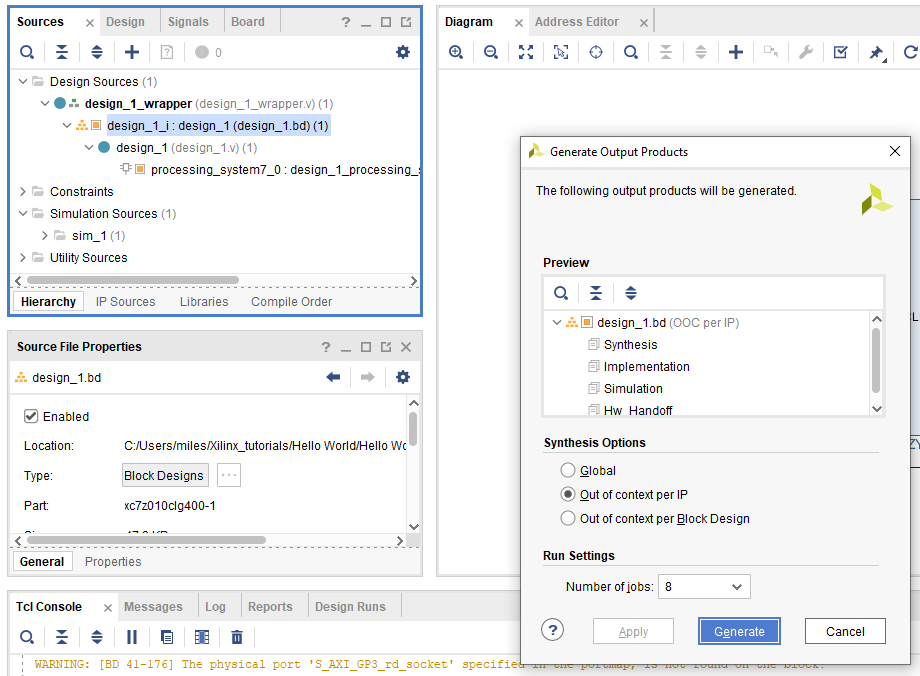 Sources × Design Signals Board ?
0
Design Sources (1)
design_1_wrapper (design_1_wrapper.v) (1)
design_1_i : design_1 (design_1.bd) (1)
design_1 (design_1.v) (1)
processing_system7_0 : design_1_processing_s
Constraints
Simulation Sources (1)
sim_1 (1)
Utility Sources
Hierarchy IP Sources Libraries Compile Order
Source File Properties ?
design_1.bd
Enabled
Location: C:/Users/miles/Xilinx_tutorials/Hello World/Hello Wo
Type: Block Designs ...
Part: xc7z010clg400-1
General Properties
Tcl Console × Messages Log Reports Design Runs
WARNING: [BD 41-176] The physical port 'S_AXI_GP3_rd_socket' specified in the portmap, is not found on the block!
Diagram × Address Editor ×
Generate Output Products
The following output products will be generated.
Preview
design_1.bd (OOC per IP)
Synthesis
Implementation
Simulation
Hw_Handoff
Synthesis Options
Global
Out of context per IP
Out of context per Block Design
Run Settings
Number of jobs: 8
? Apply Generate Cancel